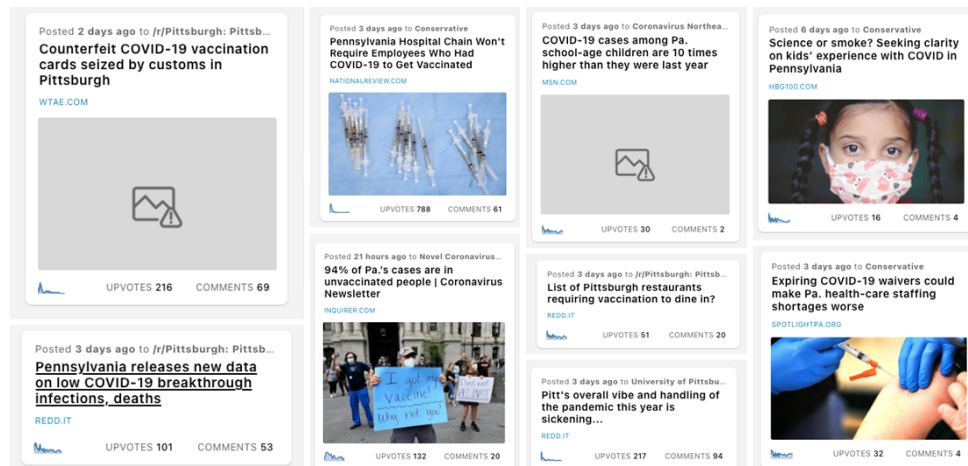 Posted 2 days ago to /r/Pittsburgh: Pittsb...
Counterfeit COVID-19 vaccination
cards seized by customs in
Pittsburgh
WTAE.COM
UPVOTES 216 COMMENTS 69
Posted 3 days ago to /r/Pittsburgh: Pittsb...
Pennsylvania releases new data
on low COVID-19 breakthrough
infections, deaths
REDD.IT
UPVOTES 101 COMMENTS 53
Posted 3 days ago to Conservative
Pennsylvania Hospital Chain Won't
Require Employees Who Had
COVID-19 to Get Vaccinated
NATIONALREVIEW.COM
UPVOTES 788 COMMENTS 61
Posted 21 hours ago to Novel Coronavirus...
94% of Pa.'s cases are in
unvaccinated people | Coronavirus
Newsletter
INQUIRER.COM
I got my
vaccine!
Why not you?
UPVOTES 132 COMMENTS 20
Posted 3 days ago to Coronavirus Northea...
COVID-19 cases among Pa.
school-age children are 10 times
higher than they were last year
MSN.COM
UPVOTES 30 COMMENTS 2
Posted 3 days ago to /r/Pittsburgh: Pittsb...
List of Pittsburgh restaurants
requiring vaccination to dine in?
REDD.IT
UPVOTES 51 COMMENTS 20
Posted 3 days ago to University of Pittsbu...
Pitt's overall vibe and handling of
the pandemic this year is
sickening...
REDD.IT
UPVOTES 217 COMMENTS 94
Posted 6 days ago to Conservative
Science or smoke? Seeking clarity
on kids' experience with COVID in
Pennsylvania
HBG100.COM
UPVOTES 16 COMMENTS 4
Posted 3 days ago to Conservative
Expiring COVID-19 waivers could
make Pa. health-care staffing
shortages worse
SPOTLIGHTPA.ORG
UPVOTES 32 COMMENTS 4